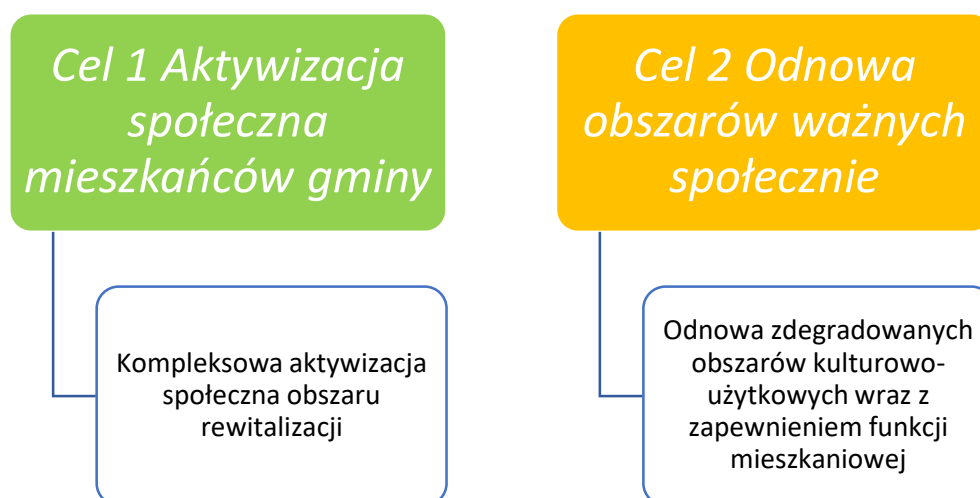 Cel 1 Aktywizacja
społeczna
mieszkańców gminy
Kompleksowa aktywizacja
społeczna obszaru
rewitalizacji
Cel 2 Odnowa
obszarów ważnych
społecznie
Odnowa zdegradowanych
obszarów kulturowo-
użytkowych wraz z
zapewnieniem funkcji
mieszkaniowej